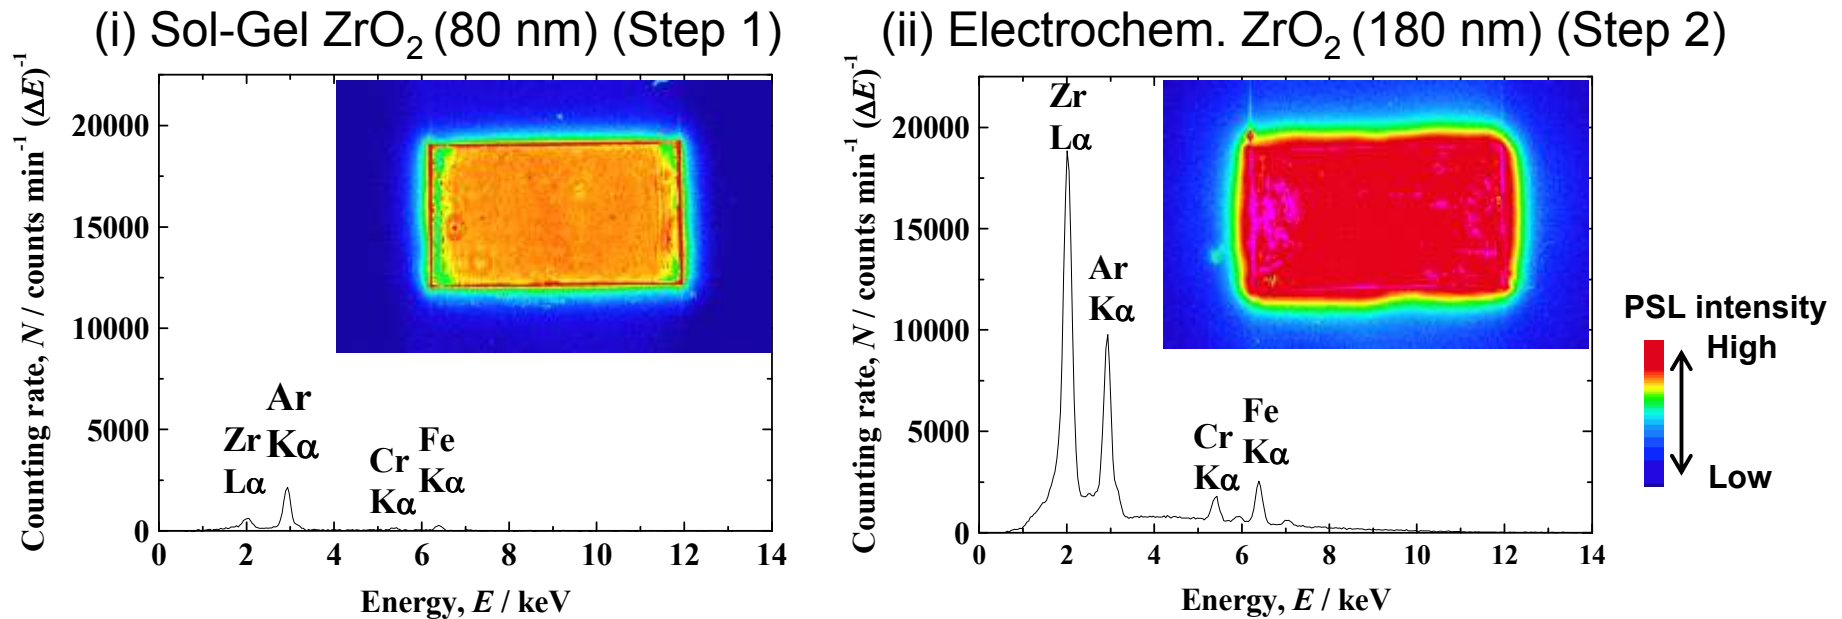 (i) Sol-Gel ZrO₂ (80 nm) (Step 1)
Counting rate, N / counts min⁻¹ (ΔE)⁻¹
20000
15000
10000
5000
0
Zr
Lα
Ar
Kα
Cr
Kα
Fe
Kα
0 2 4 6 8 10 12 14
Energy, E / keV
(ii) Electrochem. ZrO₂ (180 nm) (Step 2)
Counting rate, N / counts min⁻¹ (ΔE)⁻¹
20000
15000
10000
5000
0
Zr
Lα
Ar
Kα
Cr
Kα
Fe
Kα
0 2 4 6 8 10 12 14
Energy, E / keV
PSL intensity
High
Low